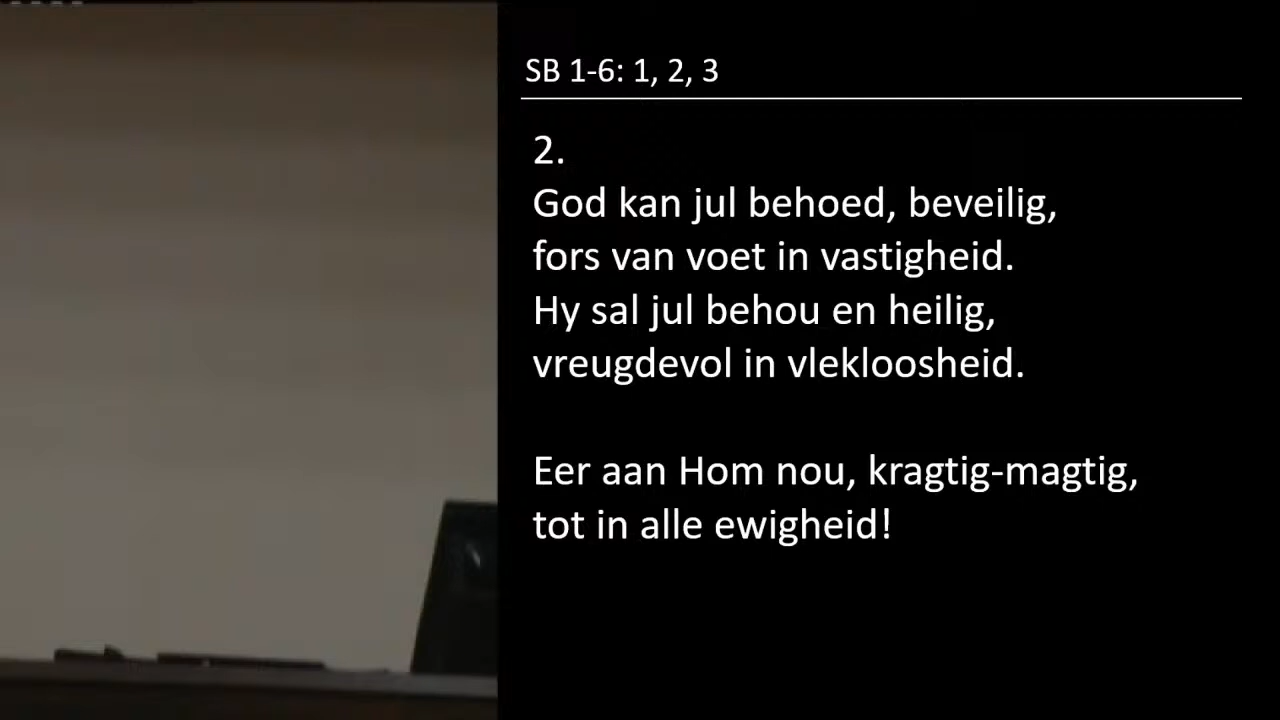 SB 1-6: 1, 2, 3
2.
God kan jul behoed, beveilig,
fors van voet in vastigheid.
Hy sal jul behou en heilig,
vreugdevol in vlekloosheid.
Eer aan Hom nou, kragtig-magtig,
tot in alle ewigheid!